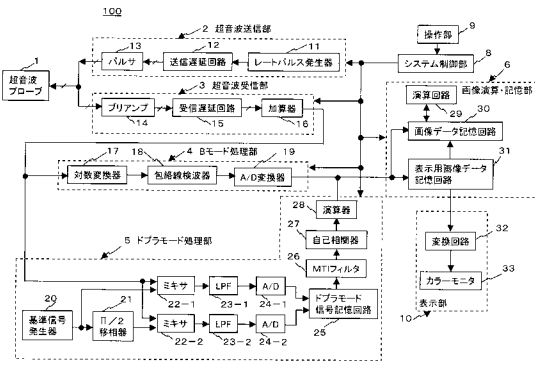 100
2 超音波送信部
13
12
11
パルサ
送信遅延回路
レートパルス発生器
1
超音波
プローブ
3 超音波受信部
プリアンプ
受信遅延回路
加算器
14
15
16
操作部
9
システム制御部
8
6
画像演算・記憶部
演算回路
29
30
画像データ記憶回路
31
表示用画像データ
記憶回路
17
18
4 Bモード処理部
19
対数変換器
包絡線検波器
A/D変換器
28
演算器
27
自己相関器
26
MTIフィルタ
5 ドプラモード処理部
ミキサ
LPF
A/D
22-1
23-1
24-1
ドプラモード
信号記憶回路
25
20
21
基準信号
発生器
Π/2
移相器
ミキサ
LPF
A/D
22-2
23-2
24-2
32
変換回路
33
カラーモニタ
表示部
10